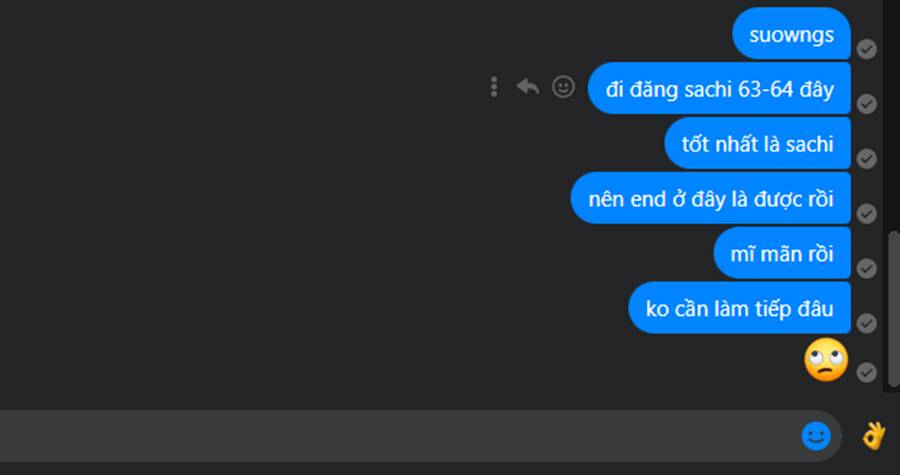 suowngs
đi đăng sachi 63-64 đây
tốt nhất là sachi
nên end ở đây là được rồi
mĩ mãn rồi
ko cần làm tiếp đâu